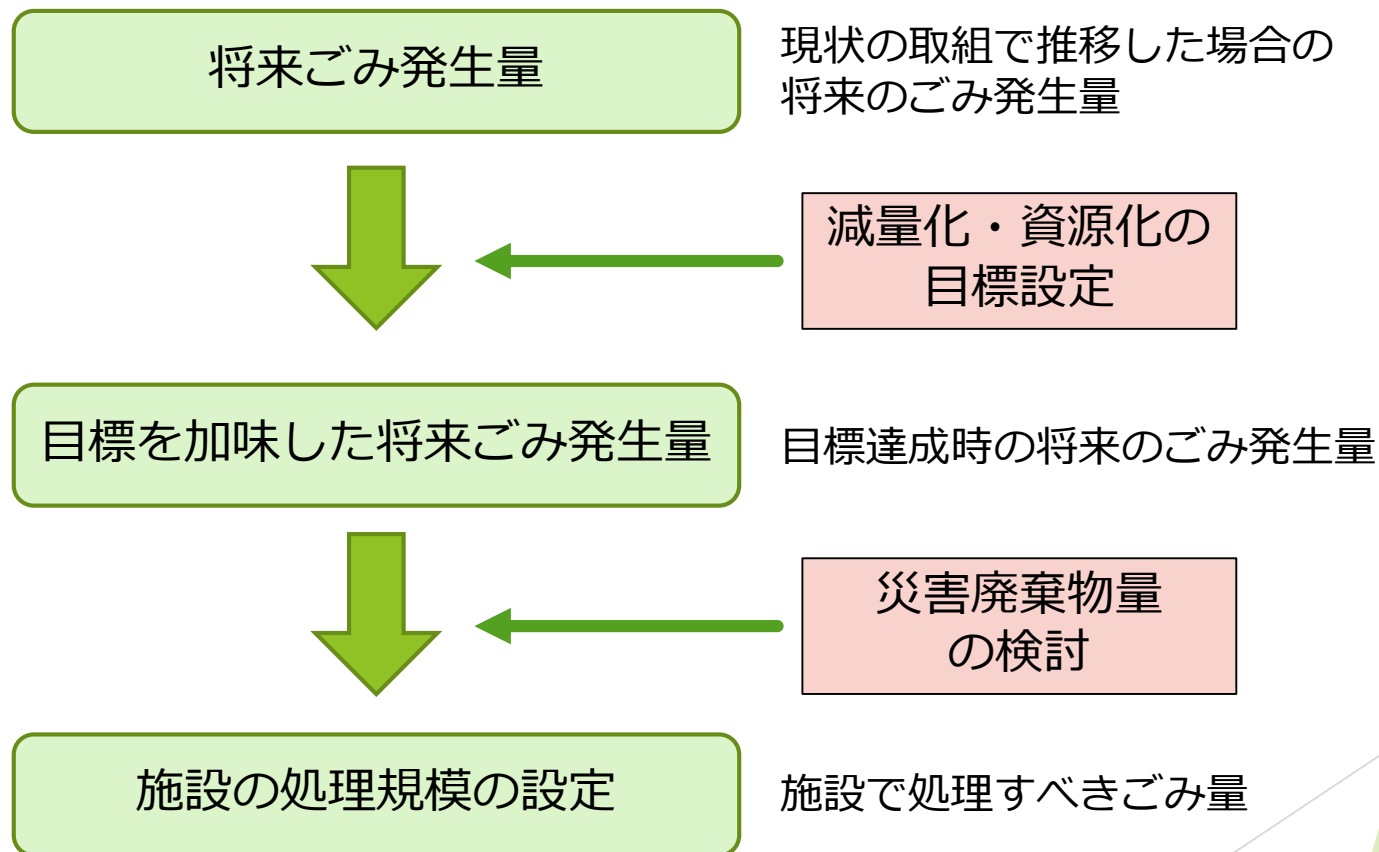 将来ごみ発生量
現状の取組で推移した場合の
将来のごみ発生量
減量化・資源化の
目標設定
目標を加味した将来ごみ発生量
目標達成時の将来のごみ発生量
災害廃棄物量
の検討
施設の処理規模の設定
施設で処理すべきごみ量